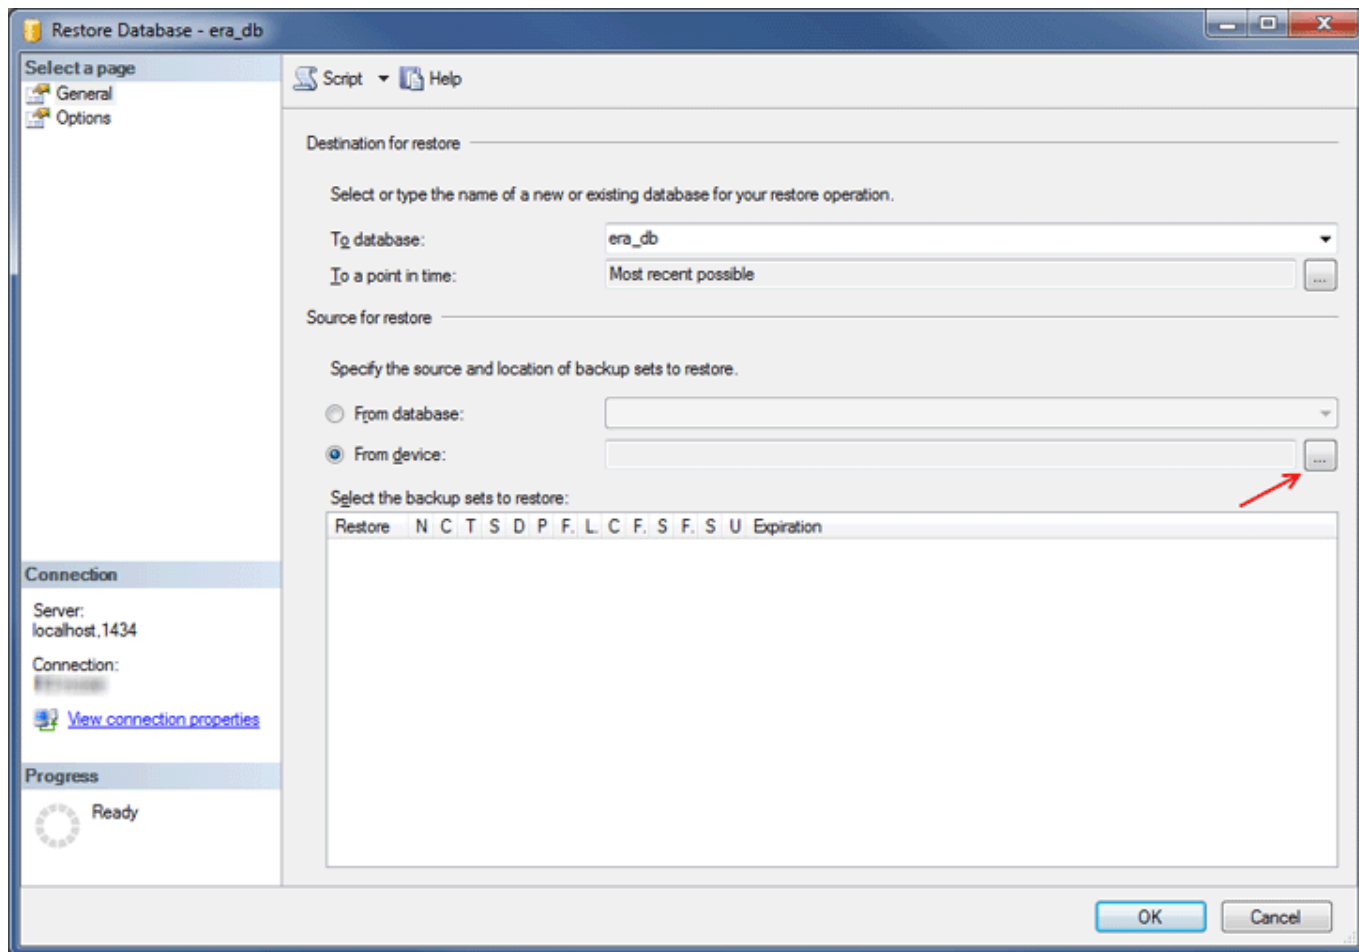 Restore Database - era_db
Select a page
General
Options
Script Help
Destination for restore
Select or type the name of a new or existing database for your restore operation.
To database: era_db
To a point in time: Most recent possible
...
Source for restore
Specify the source and location of backup sets to restore.
From database:
From device:
...
Select the backup sets to restore:
Restore N C T S D P F. L. C F. S F. S U Expiration
Connection
Server:
localhost,1434
Connection:
View connection properties
Progress
Ready
OK Cancel